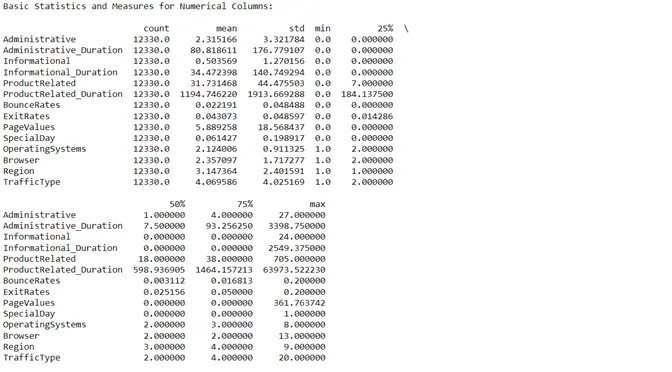 Basic Statistics and Measures for Numerical Columns:
count mean std min 25% \
Administrative 12330.0 2.315166 3.321784 0.0 0.000000
Administrative_Duration 12330.0 80.818611 176.779107 0.0 0.000000
Informational 12330.0 0.503569 1.270156 0.0 0.000000
Informational_Duration 12330.0 34.472398 140.749294 0.0 0.000000
ProductRelated 12330.0 31.731468 44.475503 0.0 7.000000
ProductRelated_Duration 12330.0 1194.746220 1913.669288 0.0 184.137500
BounceRates 12330.0 0.022191 0.048488 0.0 0.000000
ExitRates 12330.0 0.043073 0.048597 0.0 0.014286
PageValues 12330.0 5.889258 18.568437 0.0 0.000000
SpecialDay 12330.0 0.061427 0.198917 0.0 0.000000
OperatingSystems 12330.0 2.124006 0.911325 1.0 2.000000
Browser 12330.0 2.357097 1.717277 1.0 2.000000
Region 12330.0 3.147364 2.401591 1.0 1.000000
TrafficType 12330.0 4.069586 4.025169 1.0 2.000000
50% 75% max
Administrative 1.000000 4.000000 27.000000
Administrative_Duration 7.500000 93.256250 3398.750000
Informational 0.000000 0.000000 24.000000
Informational_Duration 0.000000 0.000000 2549.375000
ProductRelated 18.000000 38.000000 705.000000
ProductRelated_Duration 598.936905 1464.157213 63973.522230
BounceRates 0.003112 0.016813 0.200000
ExitRates 0.025156 0.050000 0.200000
PageValues 0.000000 0.000000 361.763742
SpecialDay 0.000000 0.000000 1.000000
OperatingSystems 2.000000 3.000000 8.000000
Browser 2.000000 2.000000 13.000000
Region 3.000000 4.000000 9.000000
TrafficType 2.000000 4.000000 20.000000